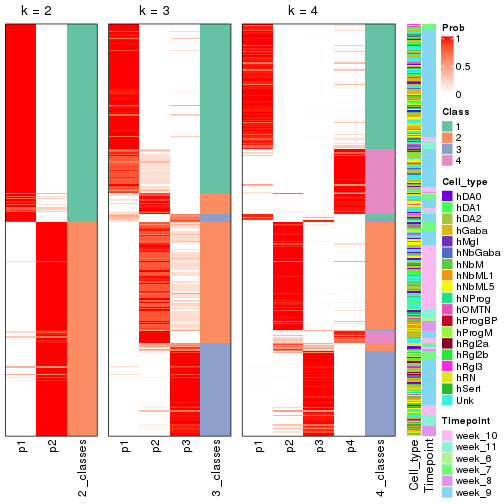 k = 2
k = 3
k = 4
p1
p2
2_classes
p1
p2
p3
3_classes
p1
p2
p3
p4
4_classes
Cell_type
Timepoint
Prob
1
0.5
0
Class
1
2
3
4
Cell_type
hDA0
hDA1
hDA2
hGaba
hMgl
hNbGaba
hNbM
hNbML1
hNbML5
hNProg
hOMTN
hProgBP
hProgM
hRgl2a
hRgl2b
hRgl3
hRN
hSert
Unk
Timepoint
week_10
week_11
week_6
week_7
week_8
week_9